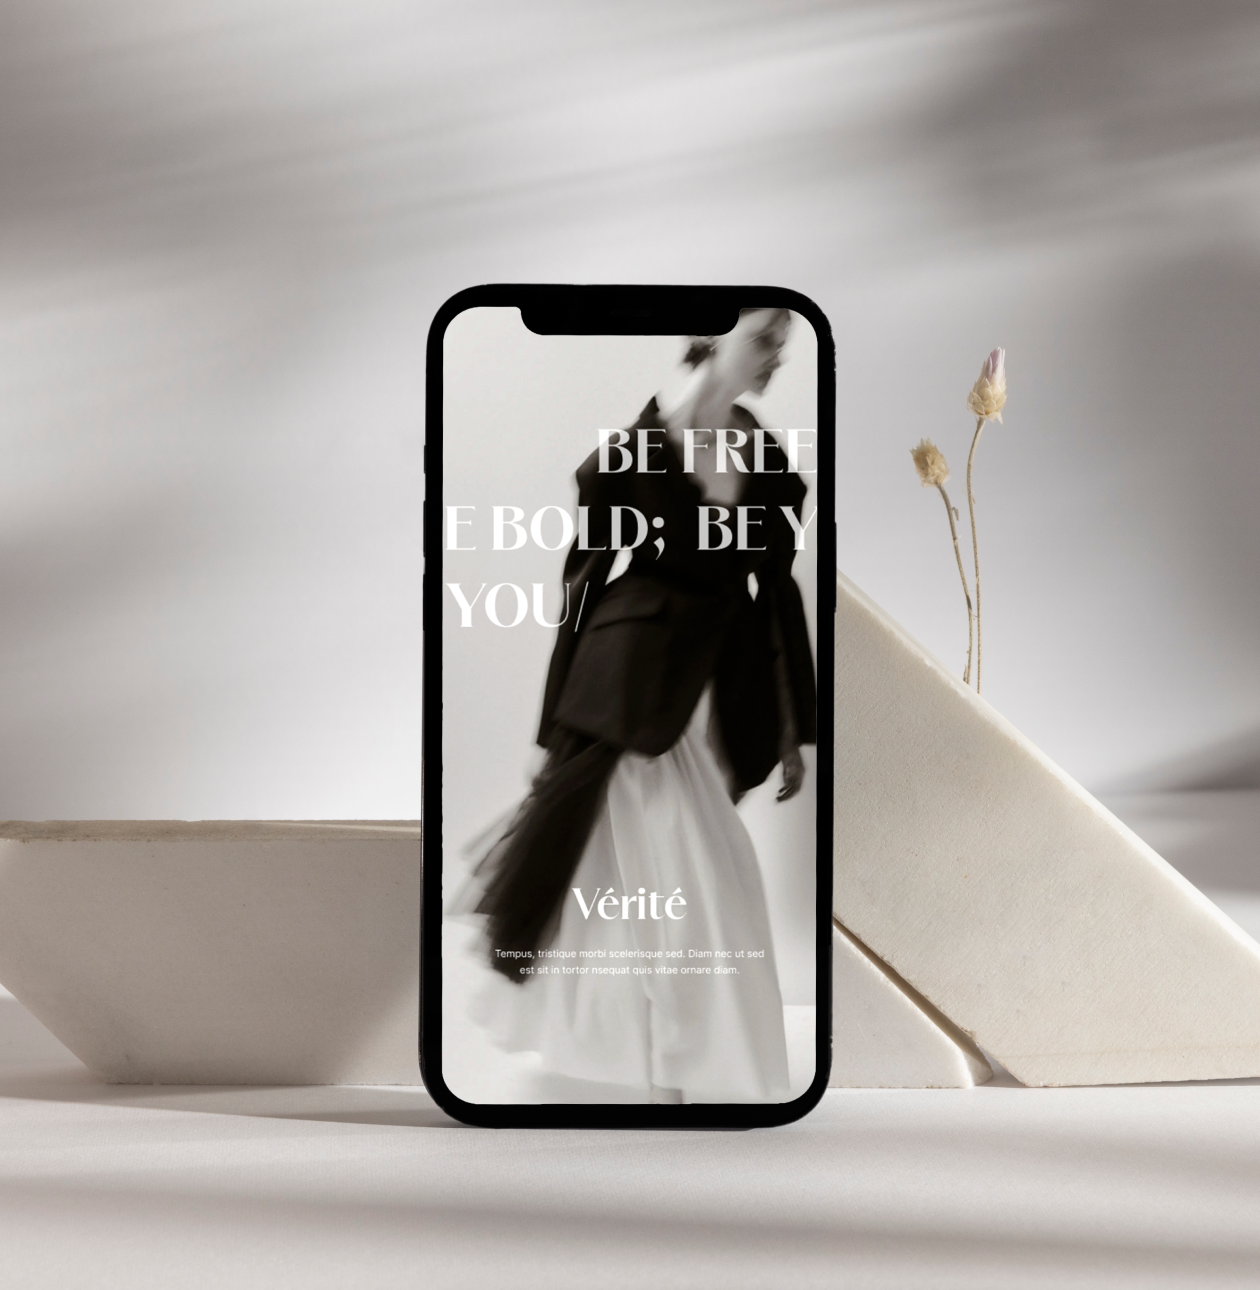 BE FREE
E BOLD; BE Y
YOU/
Vérité
Tempus, tristique morbi scelerisque sed. Diam nec ut sed
est sit in tortor nsequat quis vitae ornare diam.